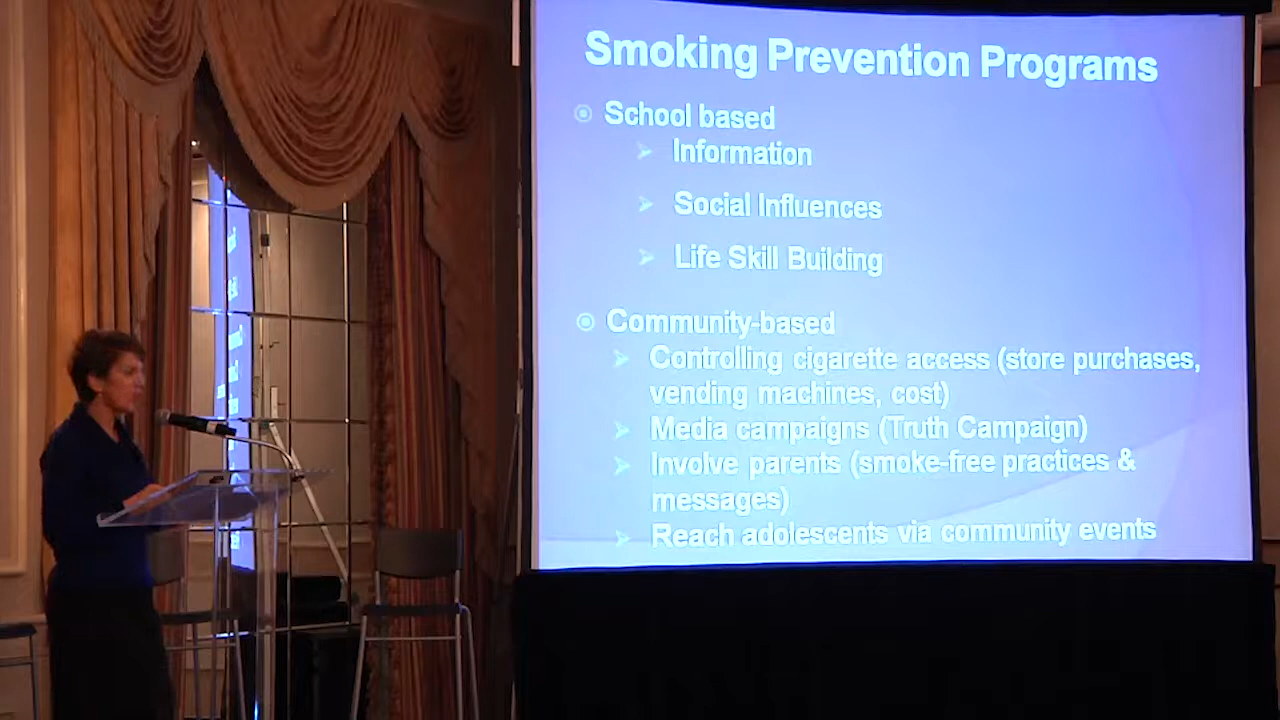 Smoking Prevention Programs
School based
Information
Social Influences
Life Skill Building
Community-based
Controlling cigarette access (store purchases,
vending machines, cost)
Media campaigns (Truth Campaign)
Involve parents (smoke-free practices &
messages)
Reach adolescents via community events